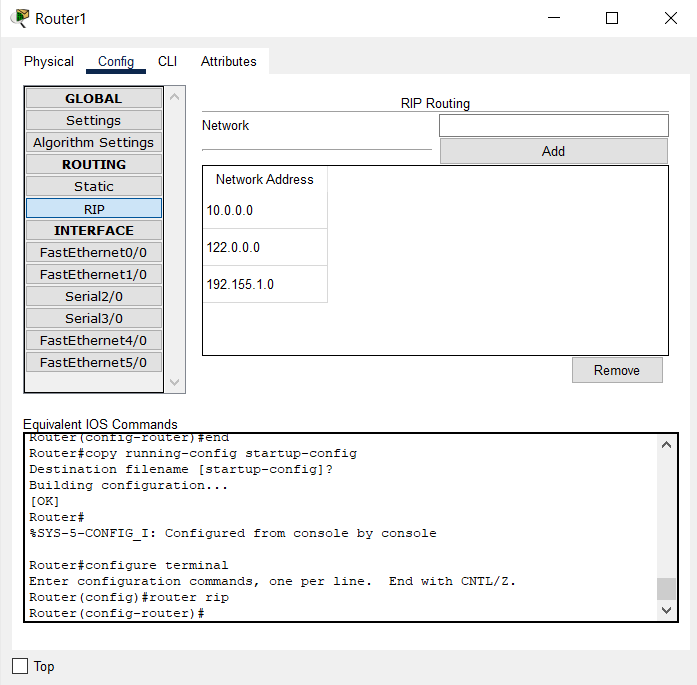 Router1
Physical Config CLI Attributes
GLOBAL
Settings
Algorithm Settings
ROUTING
Static
RIP
INTERFACE
FastEthernet0/0
FastEthernet1/0
Serial2/0
Serial3/0
FastEthernet4/0
FastEthernet5/0
RIP Routing
Network
Add
Network Address
10.0.0.0
122.0.0.0
192.155.1.0
Remove
Equivalent IOS Commands
Router(config-router)#end
Router#copy running-config startup-config
Destination filename [startup-config]?
Building configuration...
[OK]
Router#
%SYS-5-CONFIG_I: Configured from console by console
Router#configure terminal
Enter configuration commands, one per line.  End with CNTL/Z.
Router(config)#router rip
Router(config-router)#
Top